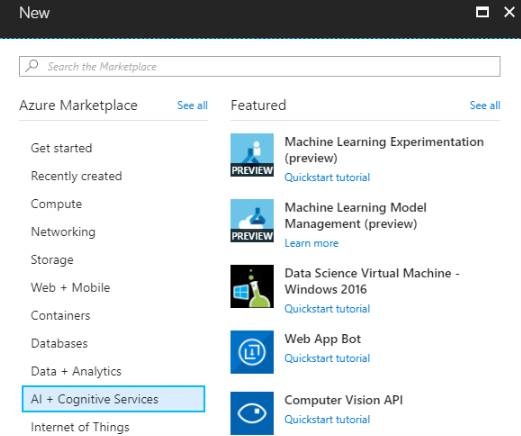 New
Search the Marketplace
Azure Marketplace
See all
Get started
Recently created
Compute
Networking
Storage
Web + Mobile
Containers
Databases
Data + Analytics
AI + Cognitive Services
Internet of Things
Featured
See all
PREVIEW
Machine Learning Experimentation
(preview)
Quickstart tutorial
PREVIEW
Machine Learning Model
Management (preview)
Learn more
Data Science Virtual Machine -
Windows 2016
Quickstart tutorial
Web App Bot
Quickstart tutorial
Computer Vision API
Quickstart tutorial